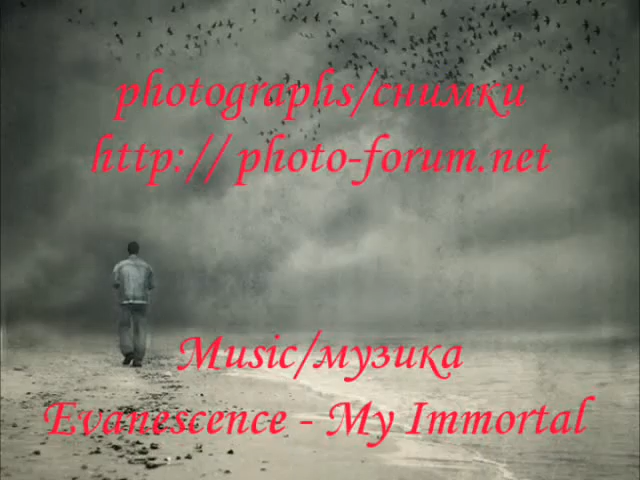 photographs/снимки
http:// photo-forum.net
Music/музика
Evanescence - My Immortal